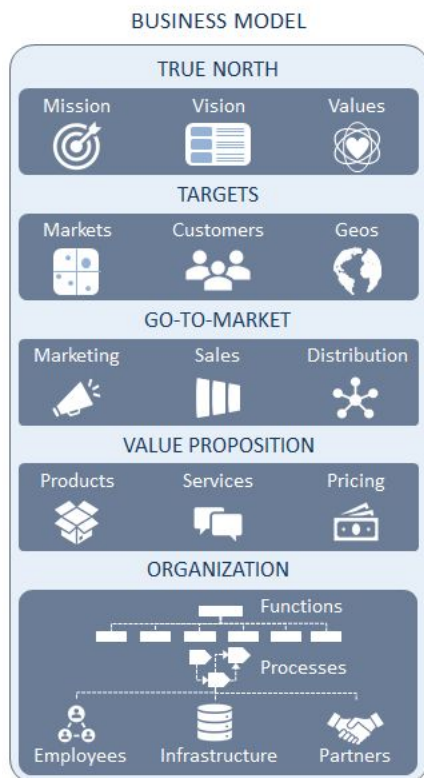 BUSINESS MODEL
TRUE NORTH
Mission Vision Values
TARGETS
Markets Customers Geos
GO-TO-MARKET
Marketing Sales Distribution
VALUE PROPOSITION
Products Services Pricing
ORGANIZATION
Functions
Processes
Employees Infrastructure Partners